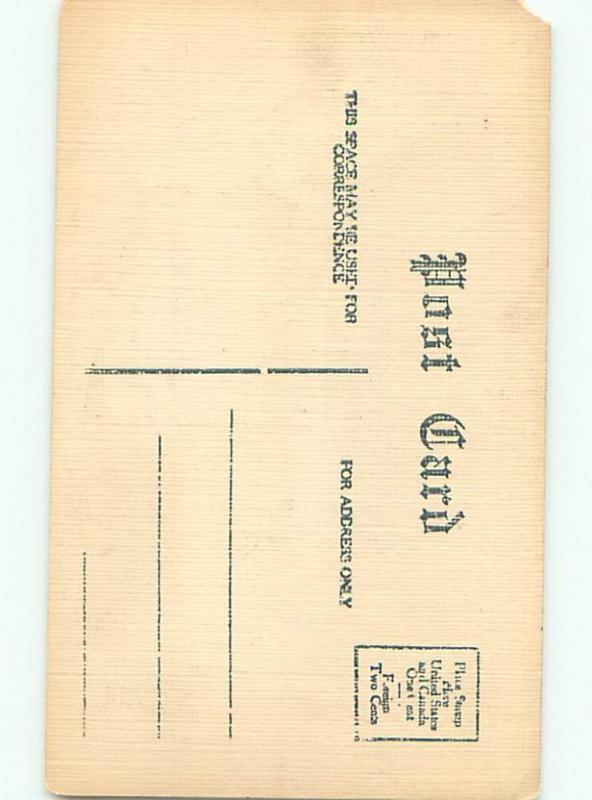 Post Card
THIS SPACE MAY BE USED FOR
CORRESPONDENCE
FOR ADDRESS ONLY
Place Stamp
Here
United States
and Canada
One Cent
Foreign
Two Cents